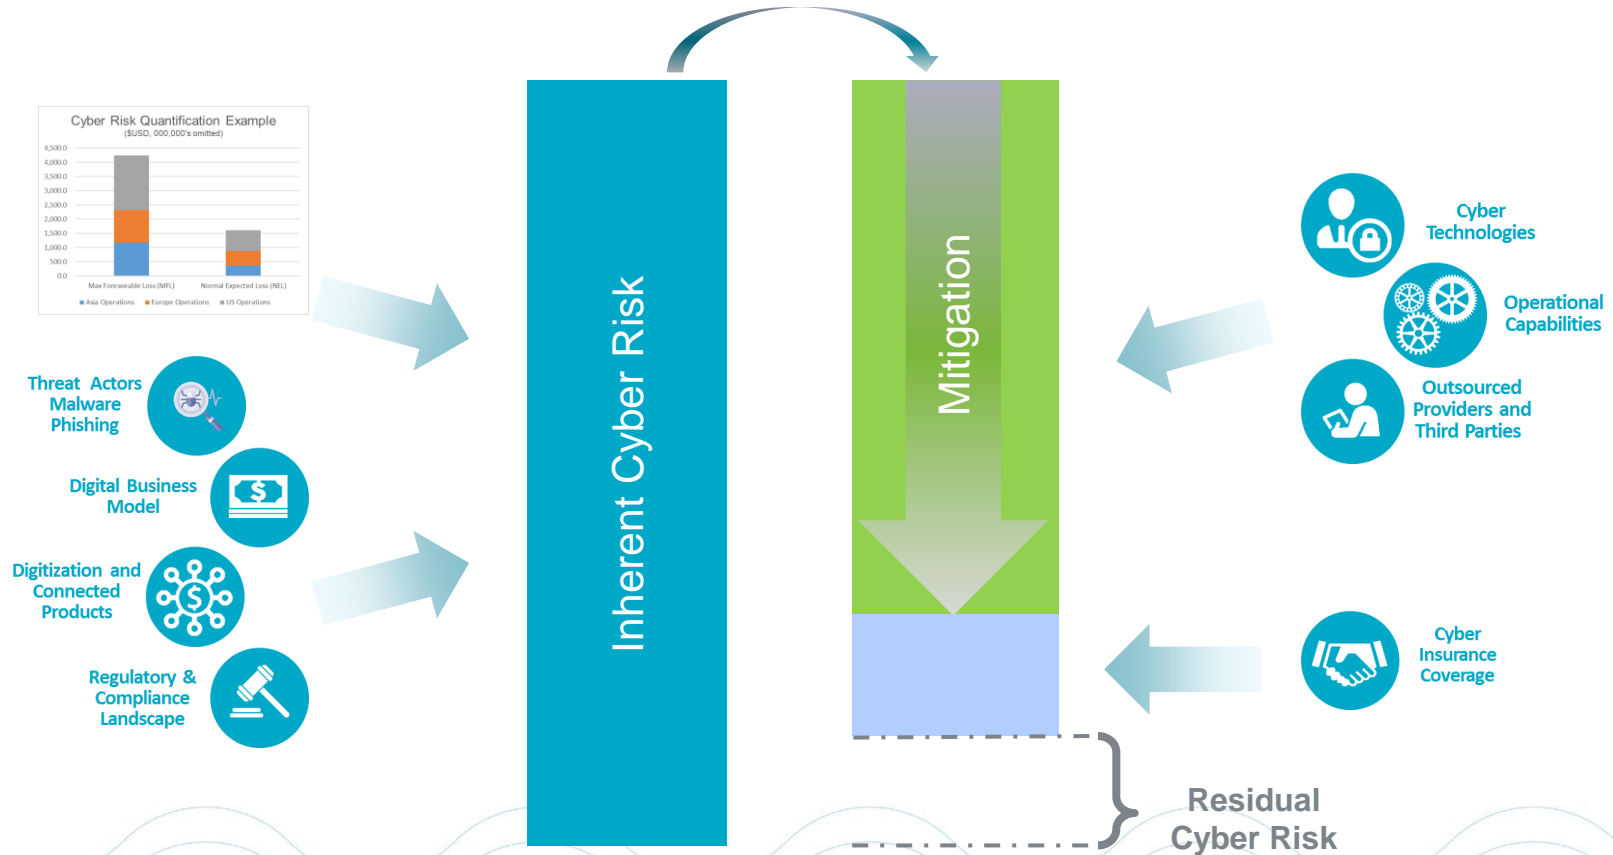 Cyber Risk Quantification Example
($USD, 000,000's omitted)
4,500.0
4,000.0
3,500.0
3,000.0
2,500.0
2,000.0
1,500.0
1,000.0
500.0
0.0
Max Foreseeable Loss (MFL)
Normal Expected Loss (NEL)
Asia Operations
Europe Operations
US Operations
Threat Actors
Malware
Phishing
Digital Business
Model
Digitization and
Connected
Products
Regulatory &
Compliance
Landscape
Inherent Cyber Risk
Mitigation
Cyber
Technologies
Operational
Capabilities
Outsourced
Providers and
Third Parties
Cyber
Insurance
Coverage
Residual
Cyber Risk